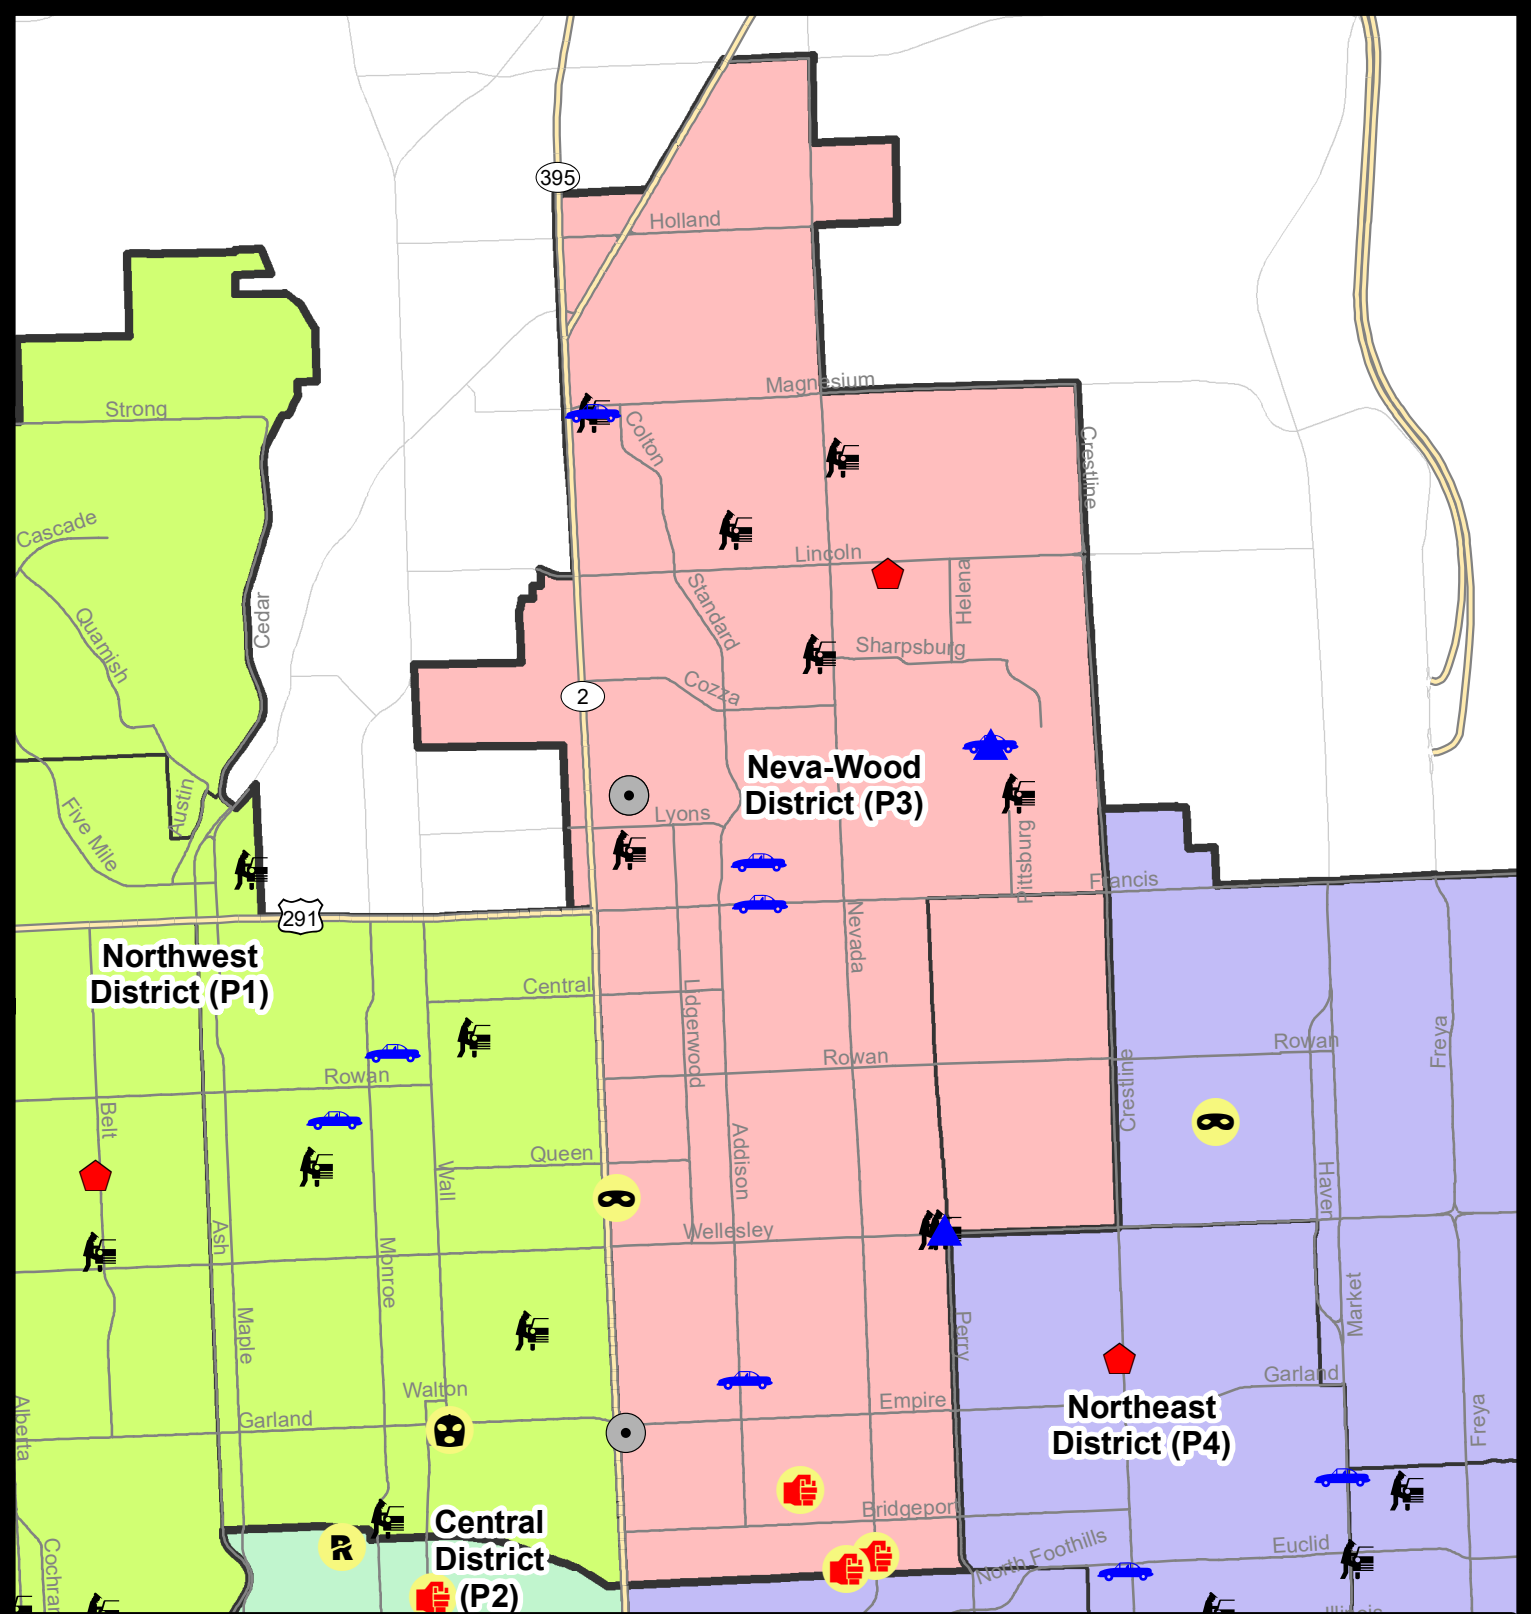 395
Holland
Magnesium
Strong
Colton
Crestline
Cascade
Lincoln
Helena
Standard
Cedar
Quamish
Sharpsburg
Cozza
2
Neva-Wood
District (P3)
Austin
Five Mile
Lyons
Pittsburg
Francis
291
Nevada
Northwest
District (P1)
Central
Lidgerwood
Freya
Rowan
Rowan
Rowan
Crestline
Belt
Addison
Queen
Wall
Haven
Ash
Wellesley
Monroe
Market
Maple
Perry
Garland
Walton
Empire
Garland
Alberta
Freya
Northeast
District (P4)
Bridgeport
Central
District
(P2)
North Foothills
Euclid
Cochran
Illinois